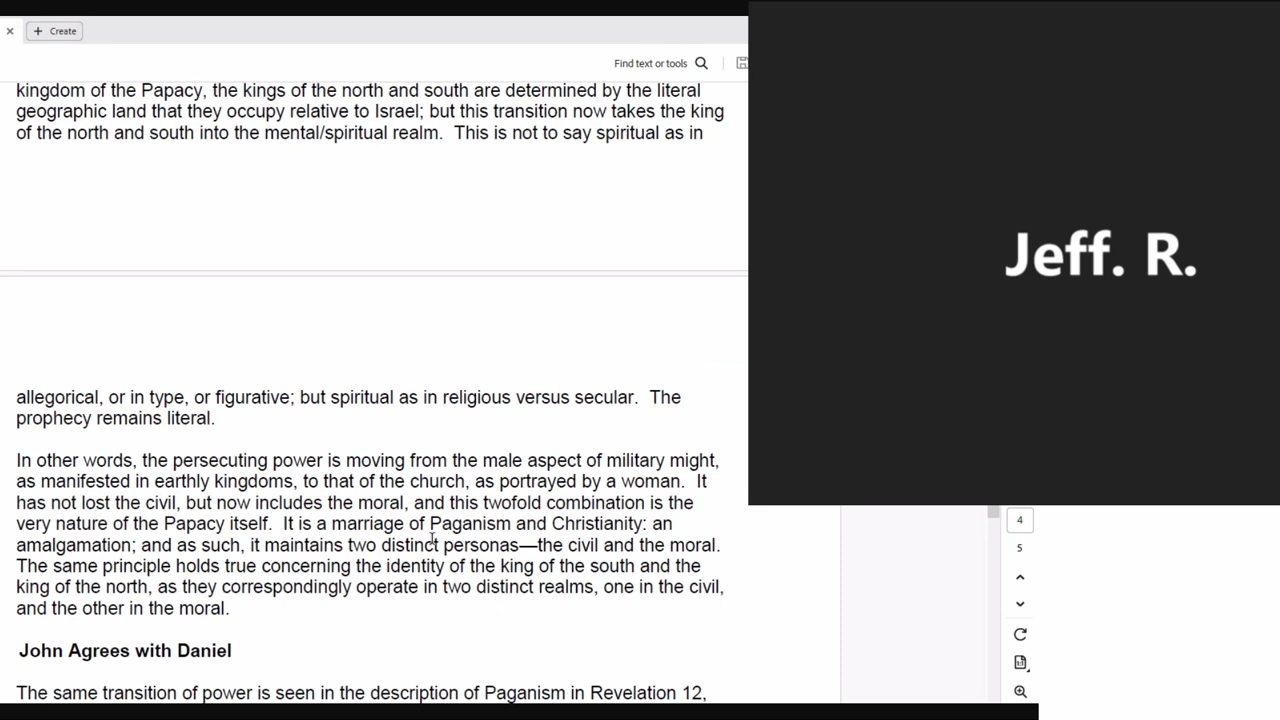 Create
Find text or tools
kingdom of the Papacy, the kings of the north and south are determined by the literal
geographic land that they occupy relative to Israel; but this transition now takes the king
of the north and south into the mental/spiritual realm.  This is not to say spiritual as in
Jeff. R.
allegorical, or in type, or figurative; but spiritual as in religious versus secular.  The
prophecy remains literal.
In other words, the persecuting power is moving from the male aspect of military might,
as manifested in earthly kingdoms, to that of the church, as portrayed by a woman.  It
has not lost the civil, but now includes the moral, and this twofold combination is the
very nature of the Papacy itself.  It is a marriage of Paganism and Christianity: an
amalgamation; and as such, it maintains two distinct personas—the civil and the moral.
The same principle holds true concerning the identity of the king of the south and the
king of the north, as they correspondingly operate in two distinct realms, one in the civil,
and the other in the moral.
John Agrees with Daniel
The same transition of power is seen in the description of Paganism in Revelation 12,
4
5